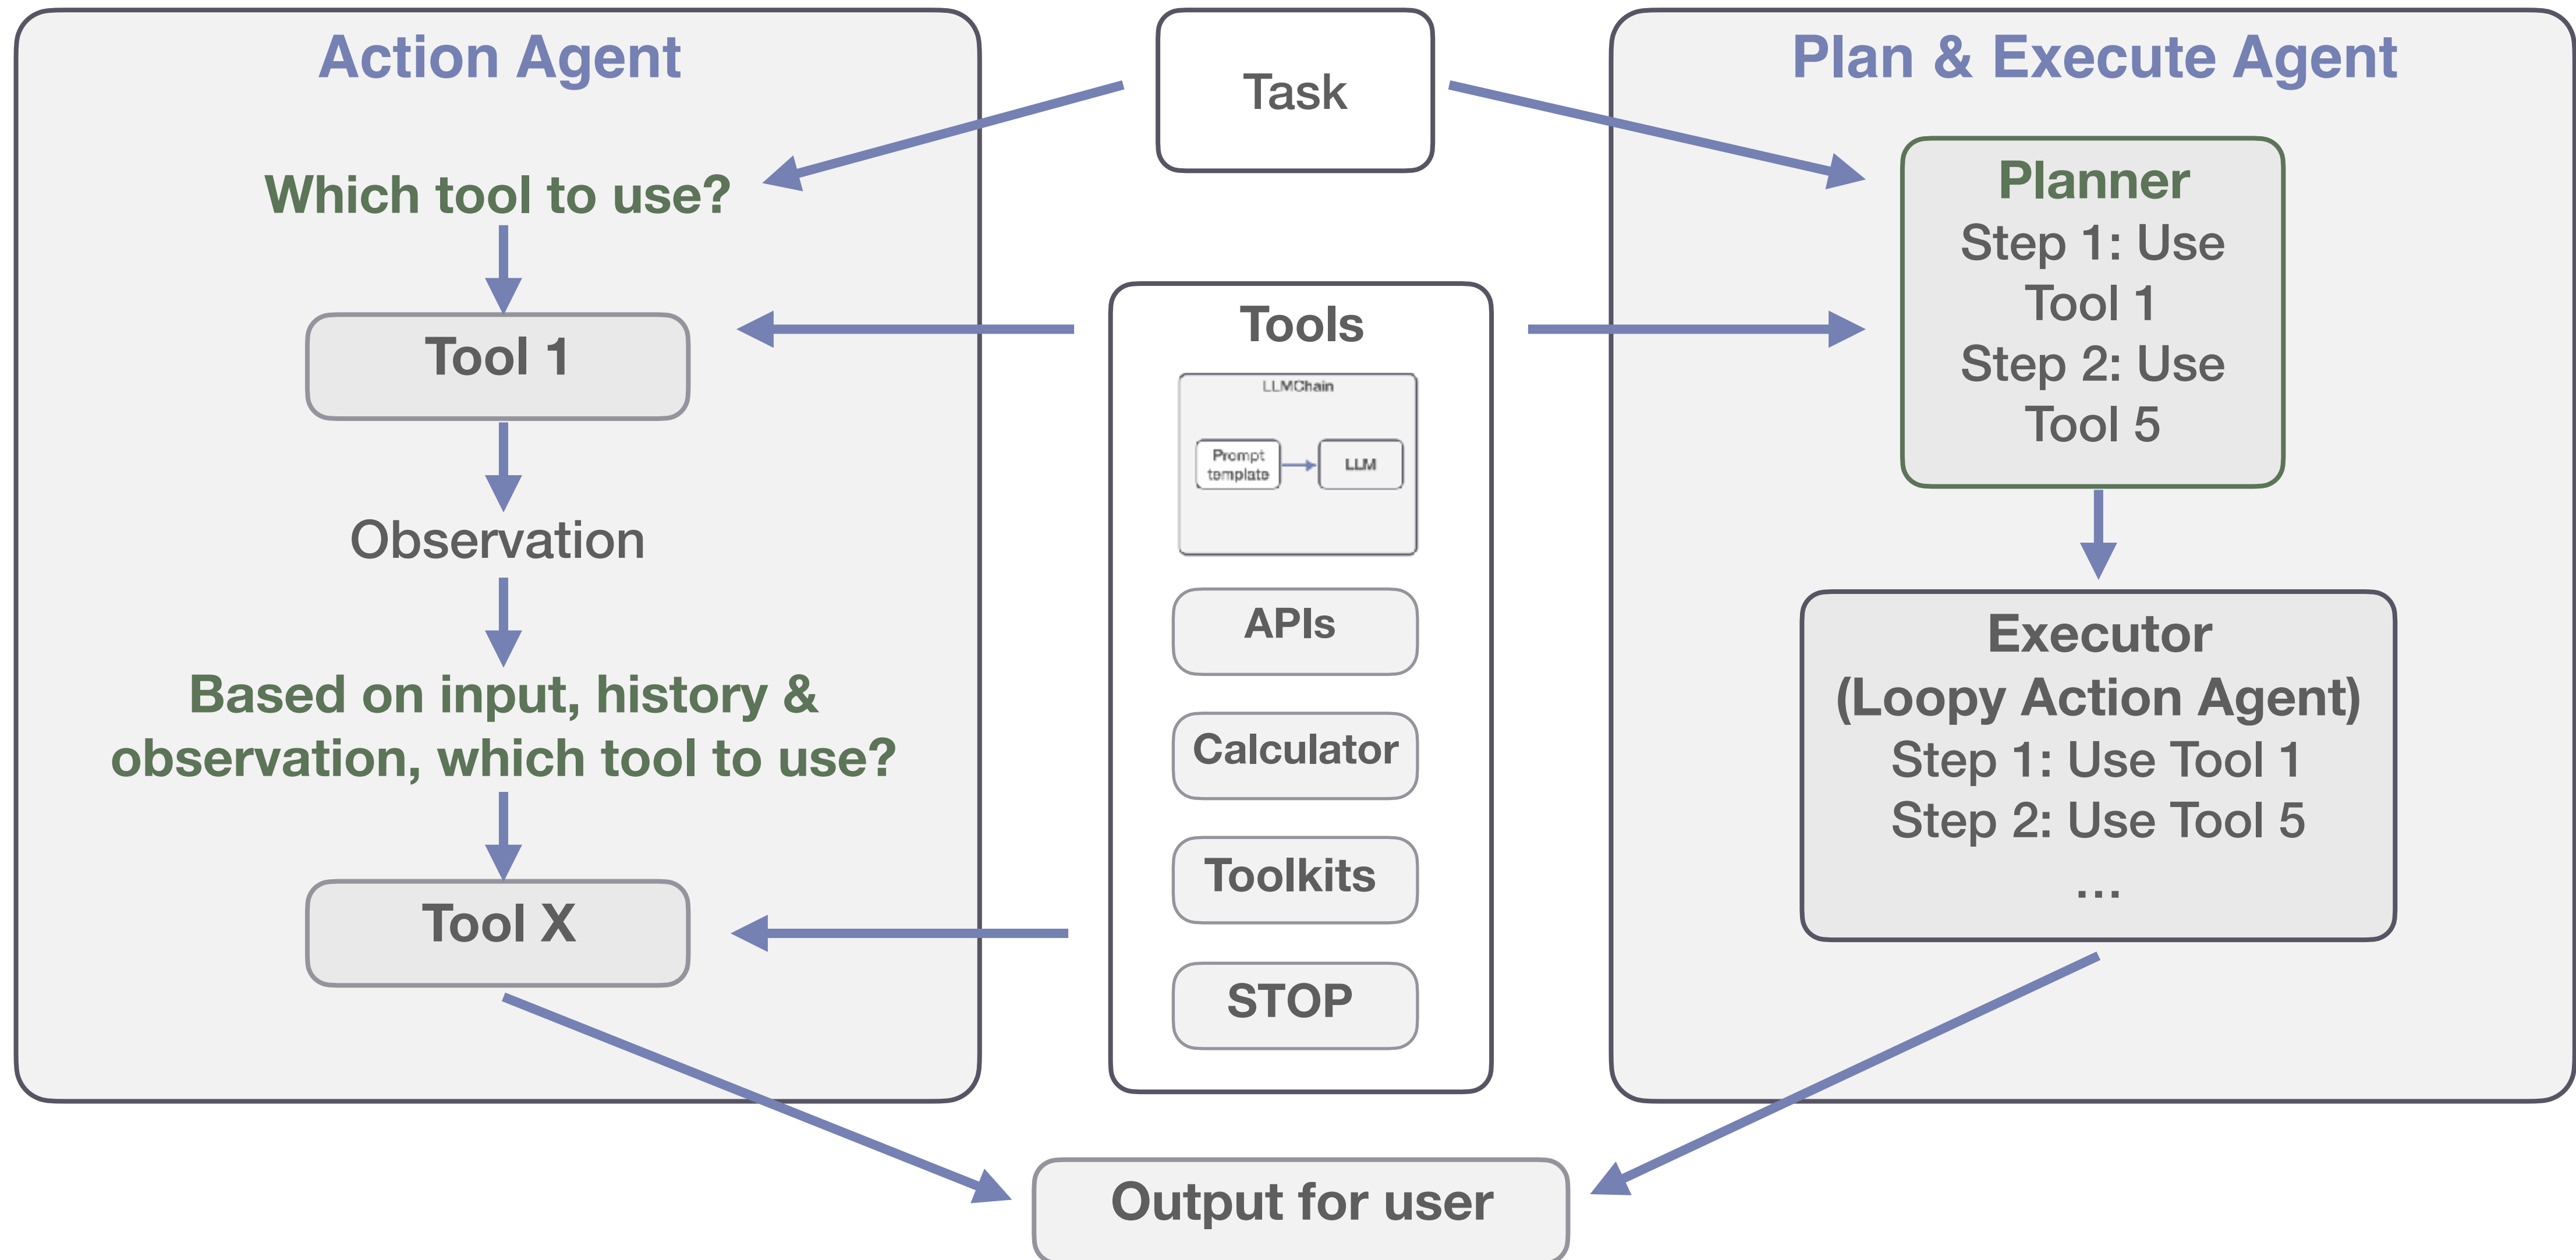 Action Agent
Which tool to use?
Tool 1
Observation
Based on input, history &
observation, which tool to use?
Tool X
Task
Tools
LLMChain
Prompt
template
LLM
APIs
Calculator
Toolkits
STOP
Plan & Execute Agent
Planner
Step 1: Use
Tool 1
Step 2: Use
Tool 5
Executor
(Loopy Action Agent)
Step 1: Use Tool 1
Step 2: Use Tool 5
...
Output for user